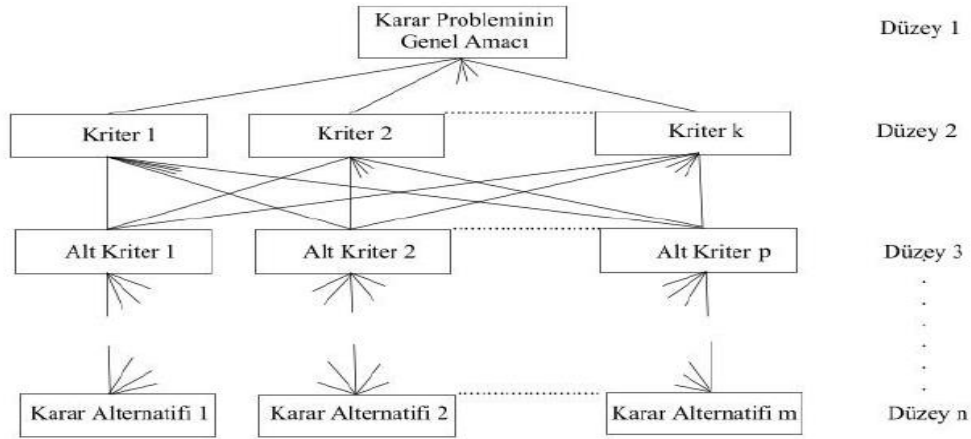 Karar Probleminin
Genel Amacı
Düzey 1
Kriter 1
Kriter 2
Kriter k
Düzey 2
Alt Kriter 1
Alt Kriter 2
Alt Kriter p
Düzey 3
Karar Alternatifi 1
Karar Alternatifi 2
Karar Alternatifi m
Düzey n